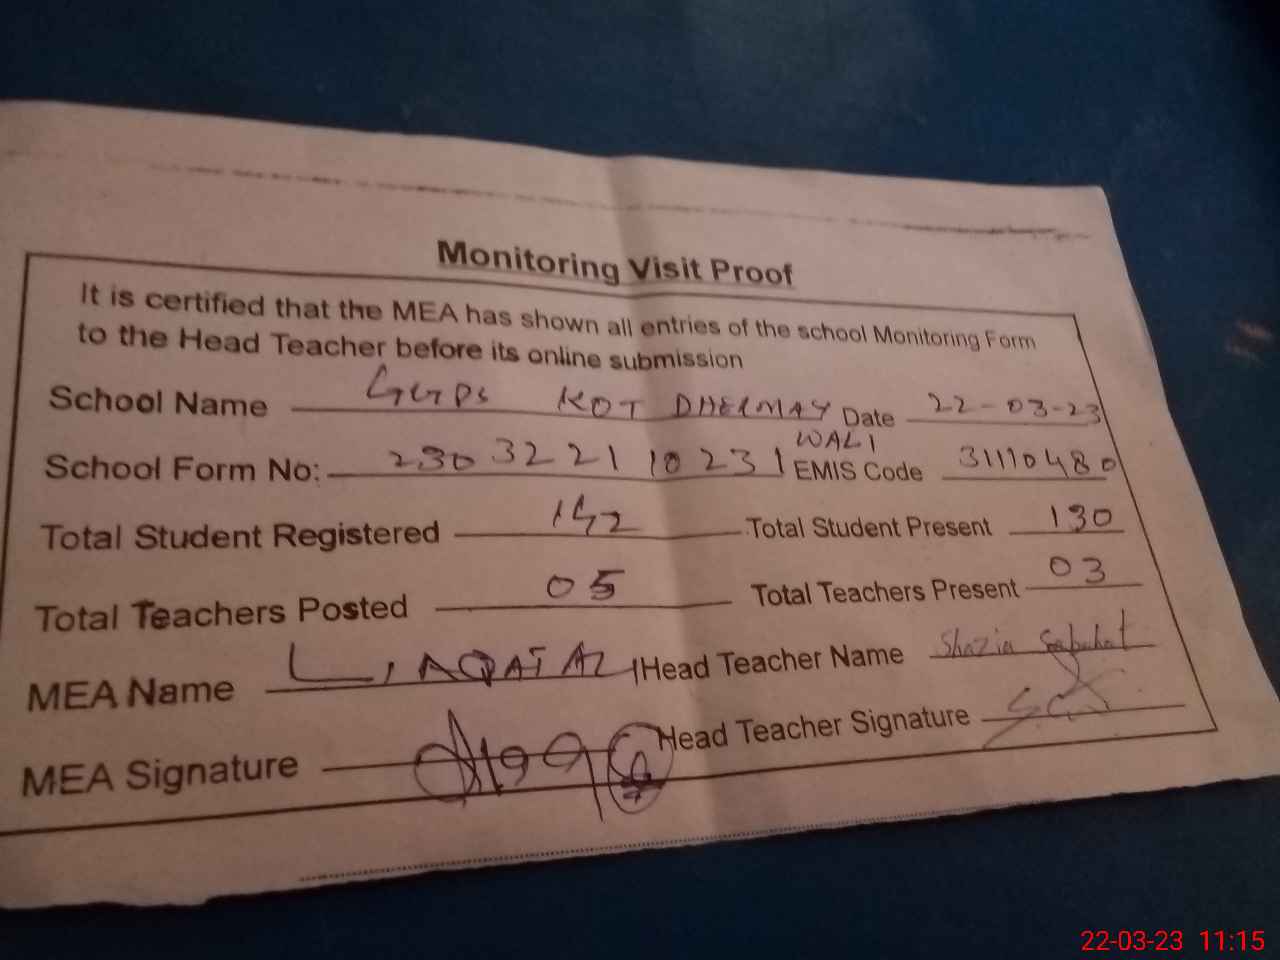 Monitoring Visit Proof
It is certified that the MEA has shown all entries of the school Monitoring Form
to the Head Teacher before its online submission
School Name GGPS KOT DHERMAY WALI Date 22-03-23
School Form No: 230322110231 EMIS Code 31110480
Total Student Registered 142 Total Student Present 130
Total Teachers Posted 05 Total Teachers Present 03
MEA Name LIAQAT ALI Head Teacher Name Shazia Sabahat
MEA Signature Head Teacher Signature
22-03-23 11:15